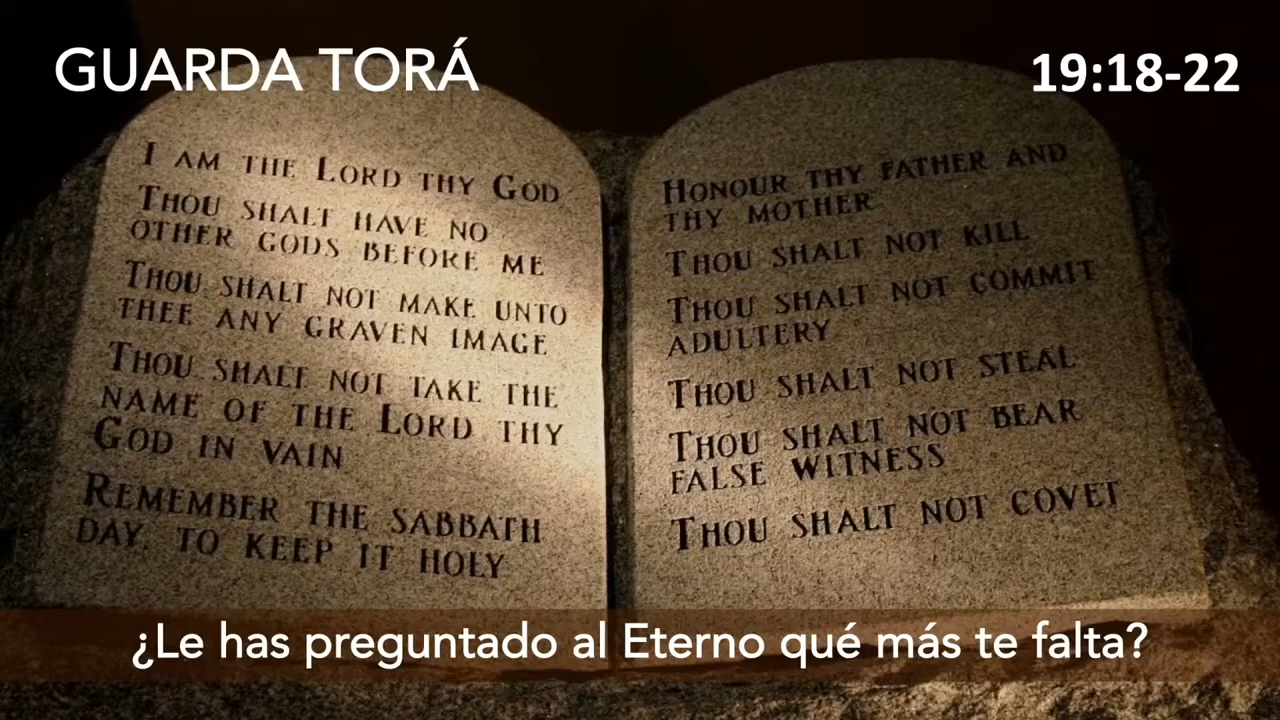 GUARDA TORÁ
19:18-22
I AM THE LORD THY GOD
THOU SHALT HAVE NO
OTHER GODS BEFORE ME
THOU SHALT NOT MAKE UNTO
THEE ANY GRAVEN IMAGE
THOU SHALT NOT TAKE THE
NAME OF THE LORD THY
GOD IN VAIN
REMEMBER THE SABBATH
DAY, TO KEEP IT HOLY
HONOUR THY FATHER AND
THY MOTHER
THOU SHALT NOT KILL
THOU SHALT NOT COMMIT
ADULTERY
THOU SHALT NOT STEAL
THOU SHALT NOT BEAR
FALSE WITNESS
THOU SHALT NOT COVET
¿Le has preguntado al Eterno qué más te falta?